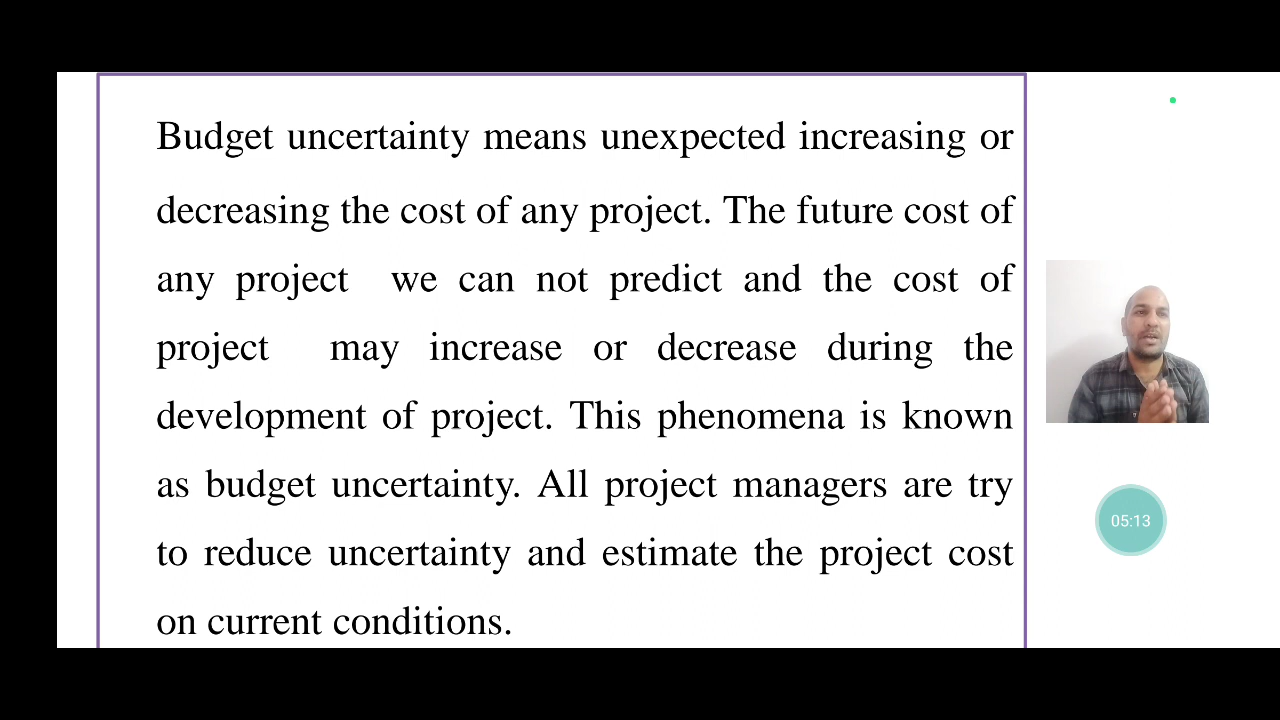 Budget uncertainty means unexpected increasing or
decreasing the cost of any project. The future cost of
any project we can not predict and the cost of
project may increase or decrease during the
development of project. This phenomena is known
as budget uncertainty. All project managers are try
to reduce uncertainty and estimate the project cost
on current conditions.
05:13